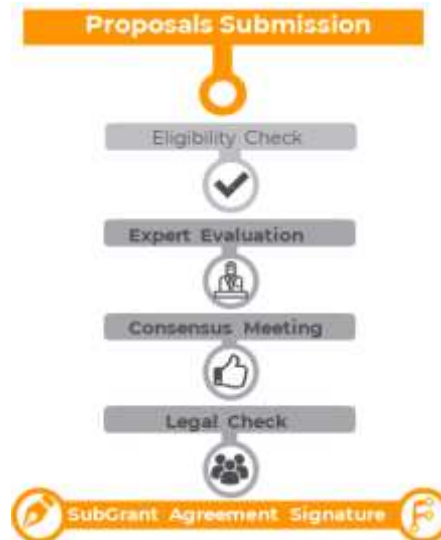 Proposals Submission
Eligibility Check
Expert Evaluation
Consensus Meeting
Legal Check
SubGrant Agreement Signature